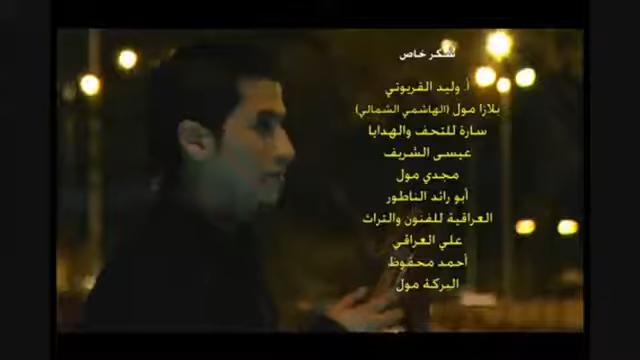 شكر خاص
أ. وليد القريوتي
بلازا مول (الهاشمي الشمالي)
سارة للتحف والهدايا
عيسى الشريف
مجدي مول
أبو رائد الناطور
العراقية للفنون والتراث
علي العراقي
أحمد محفوظ
البركة مول